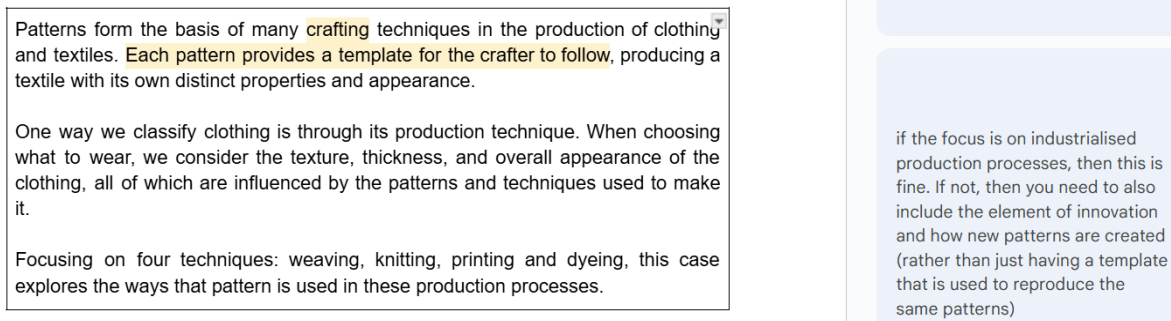 Patterns form the basis of many crafting techniques in the production of clothing
and textiles. Each pattern provides a template for the crafter to follow, producing a
textile with its own distinct properties and appearance.
One way we classify clothing is through its production technique. When choosing
what to wear, we consider the texture, thickness, and overall appearance of the
clothing, all of which are influenced by the patterns and techniques used to make
it.
Focusing on four techniques: weaving, knitting, printing and dyeing, this case
explores the ways that pattern is used in these production processes.
if the focus is on industrialised
production processes, then this is
fine. If not, then you need to also
include the element of innovation
and how new patterns are created
(rather than just having a template
that is used to reproduce the
same patterns)